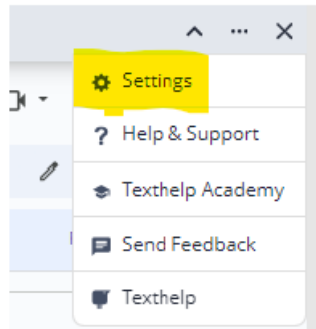 Settings
Help & Support
Texthelp Academy
Send Feedback
Texthelp